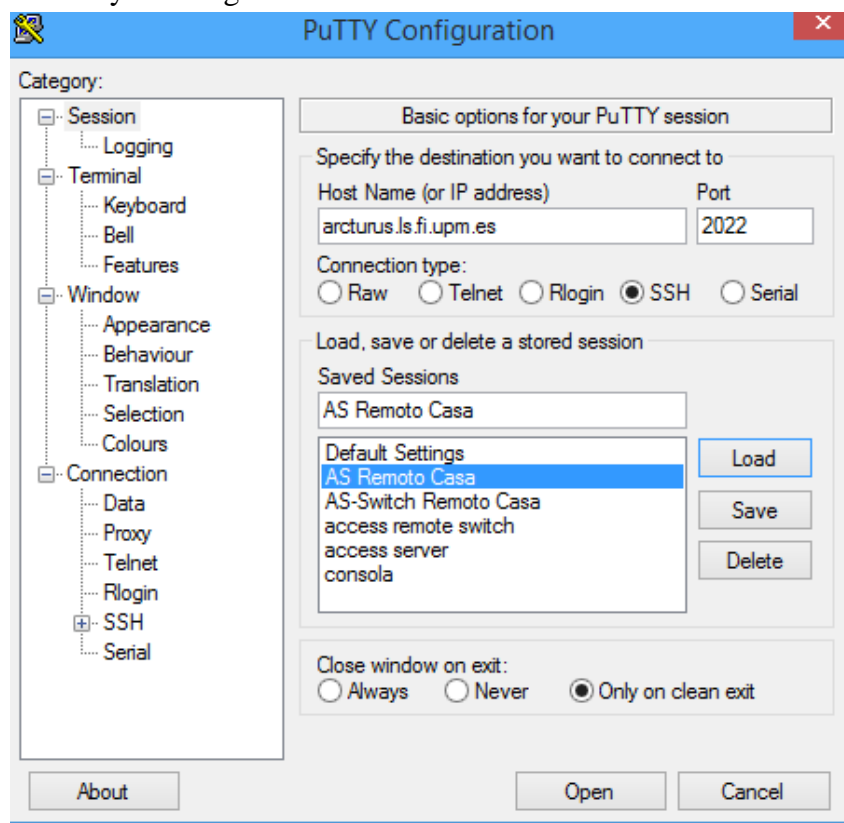 PuTTY Configuration
Category:
Session
Logging
Terminal
Keyboard
Bell
Features
Window
Appearance
Behaviour
Translation
Selection
Colours
Connection
Data
Proxy
Telnet
Rlogin
SSH
Serial
Basic options for your PuTTY session
Specify the destination you want to connect to
Host Name (or IP address) Port
arcturus.ls.fi.upm.es 2022
Connection type:
Raw Telnet Rlogin SSH Serial
Load, save or delete a stored session
Saved Sessions
AS Remoto Casa
Default Settings
AS Remoto Casa
AS-Switch Remoto Casa
access remote switch
access server
consola
Load
Save
Delete
Close window on exit:
Always Never Only on clean exit
About Open Cancel